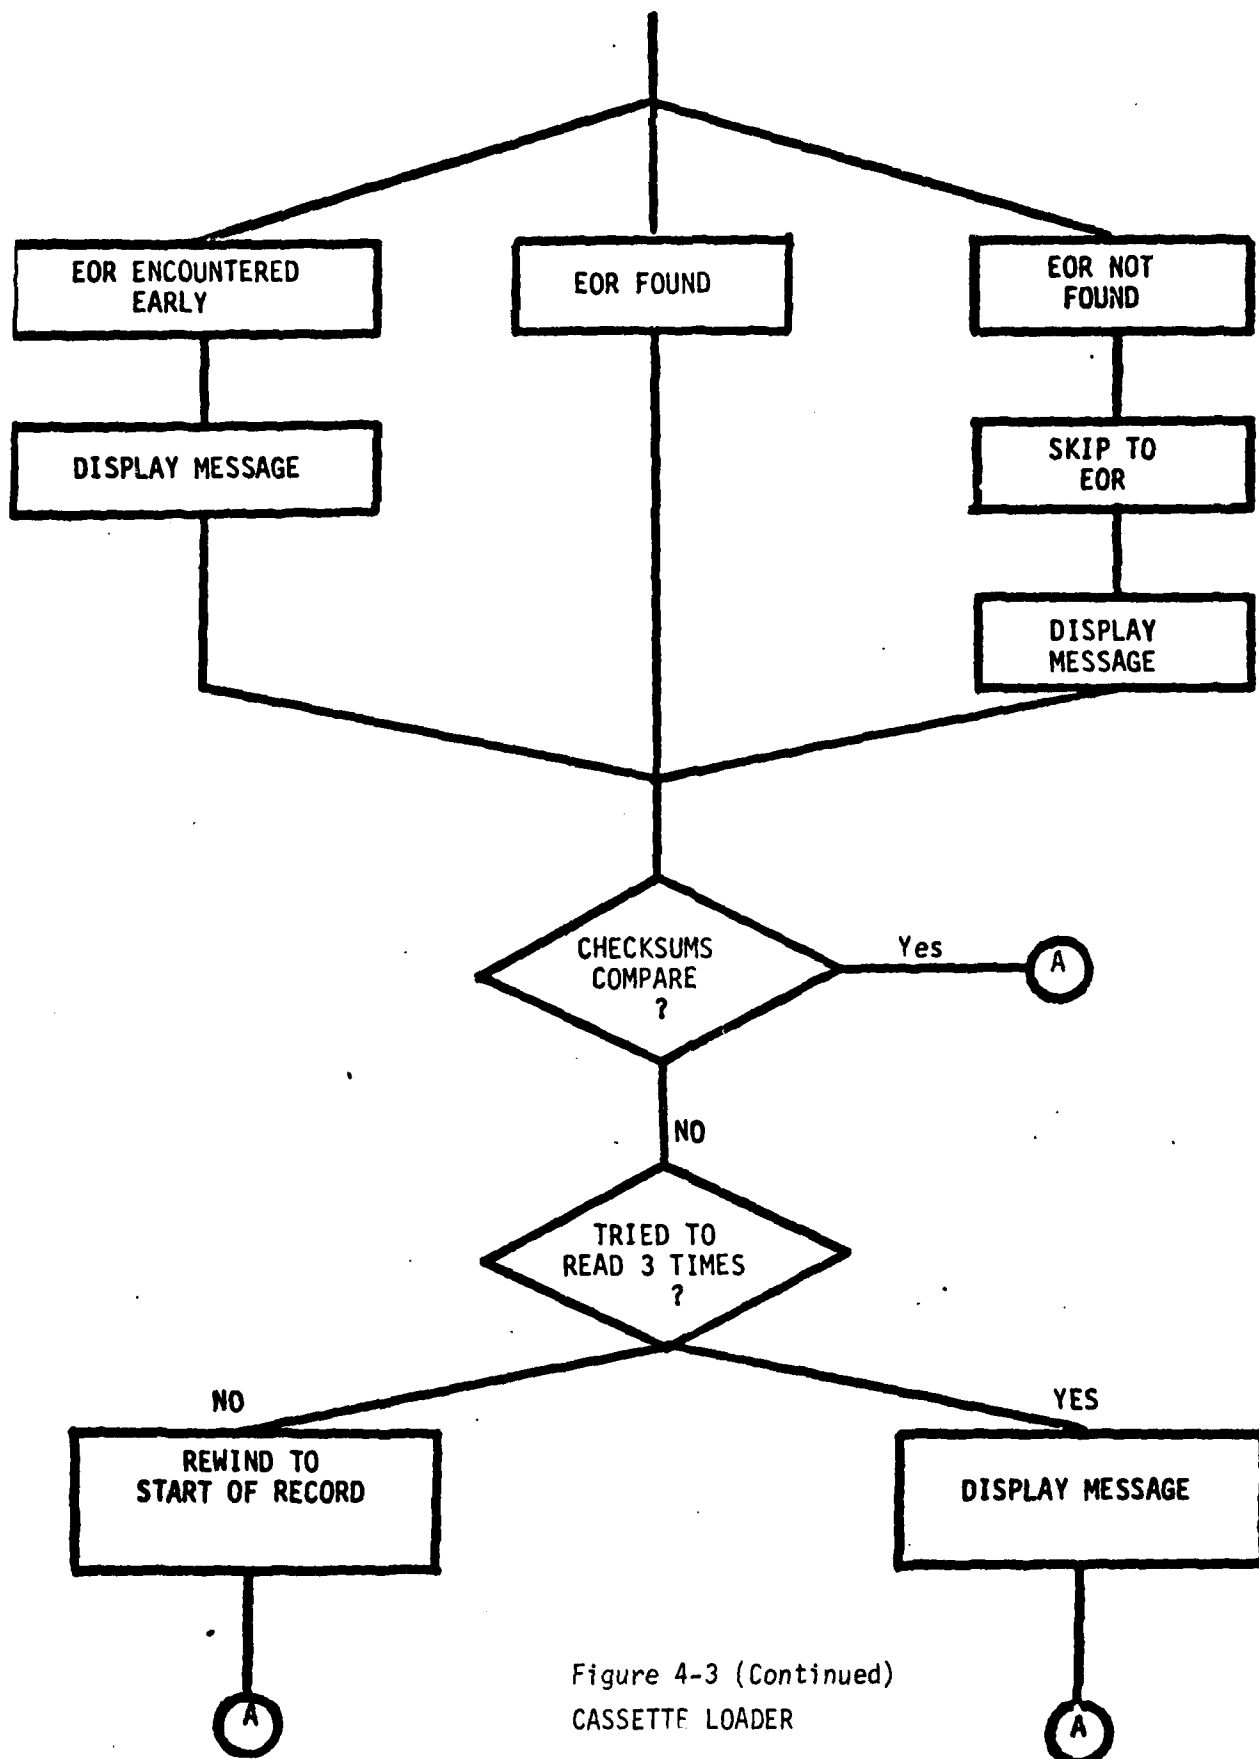 EOR ENCOUNTERED
EARLY
EOR FOUND
EOR NOT
FOUND
DISPLAY MESSAGE
SKIP TO
EOR
DISPLAY
MESSAGE
CHECKSUMS
COMPARE
?
Yes
A
NO
TRIED TO
READ 3 TIMES
?
NO
YES
REWIND TO
START OF RECORD
DISPLAY MESSAGE
A
A
Figure 4-3 (Continued)
CASSETTE LOADER